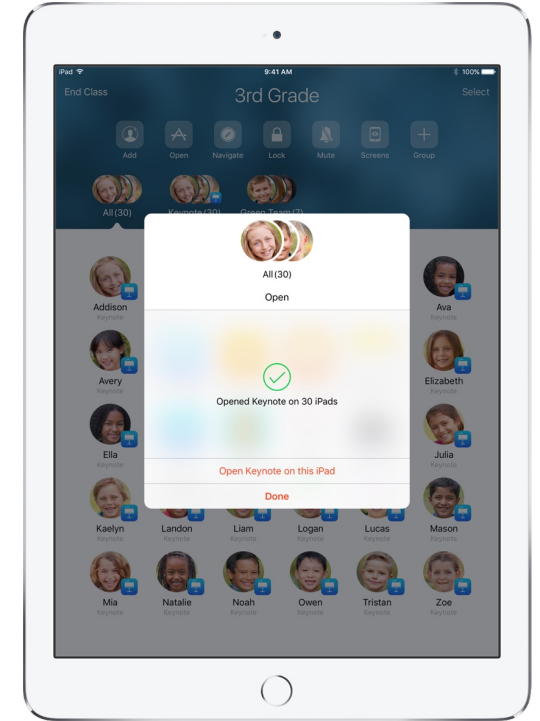 iPad 9:41 AM 100%
End Class 3rd Grade Select
Add Open Navigate Lock Mute Screens Group
All (30) Keynote (30) Green Team (7)
All (30)
Open
Addison Ava
Keynote Keynote
Avery Elizabeth
Keynote Keynote
Opened Keynote on 30 iPads
Ella Julia
Keynote Keynote
Open Keynote on this iPad
Done
Kaelyn Landon Liam Logan Lucas Mason
Keynote Keynote Keynote Keynote Keynote Keynote
Mia Natalie Noah Owen Tristan Zoe
Keynote Keynote Keynote Keynote Keynote Keynote